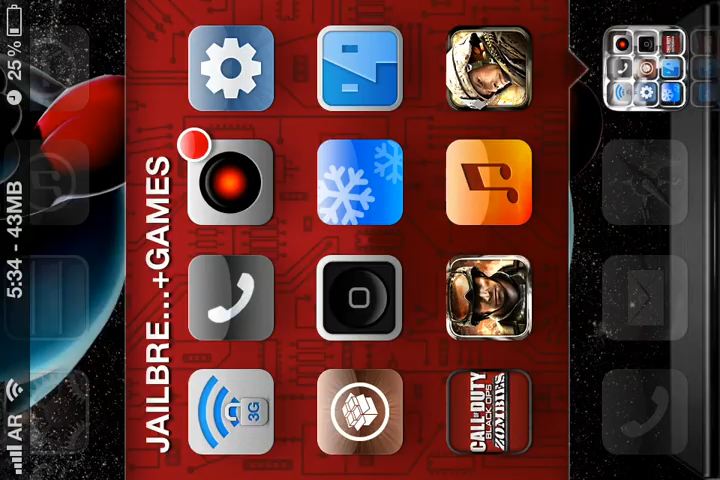 AR 5:34 - 43MB 25%
JAILBRE...+GAMES
3G
CALL OF DUTY
BLACK OPS
ZOMBIES